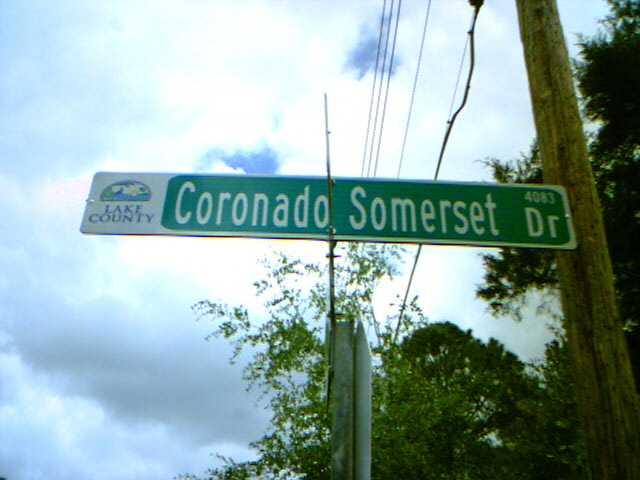 LAKE
COUNTY
Coronado Somerset Dr
4083